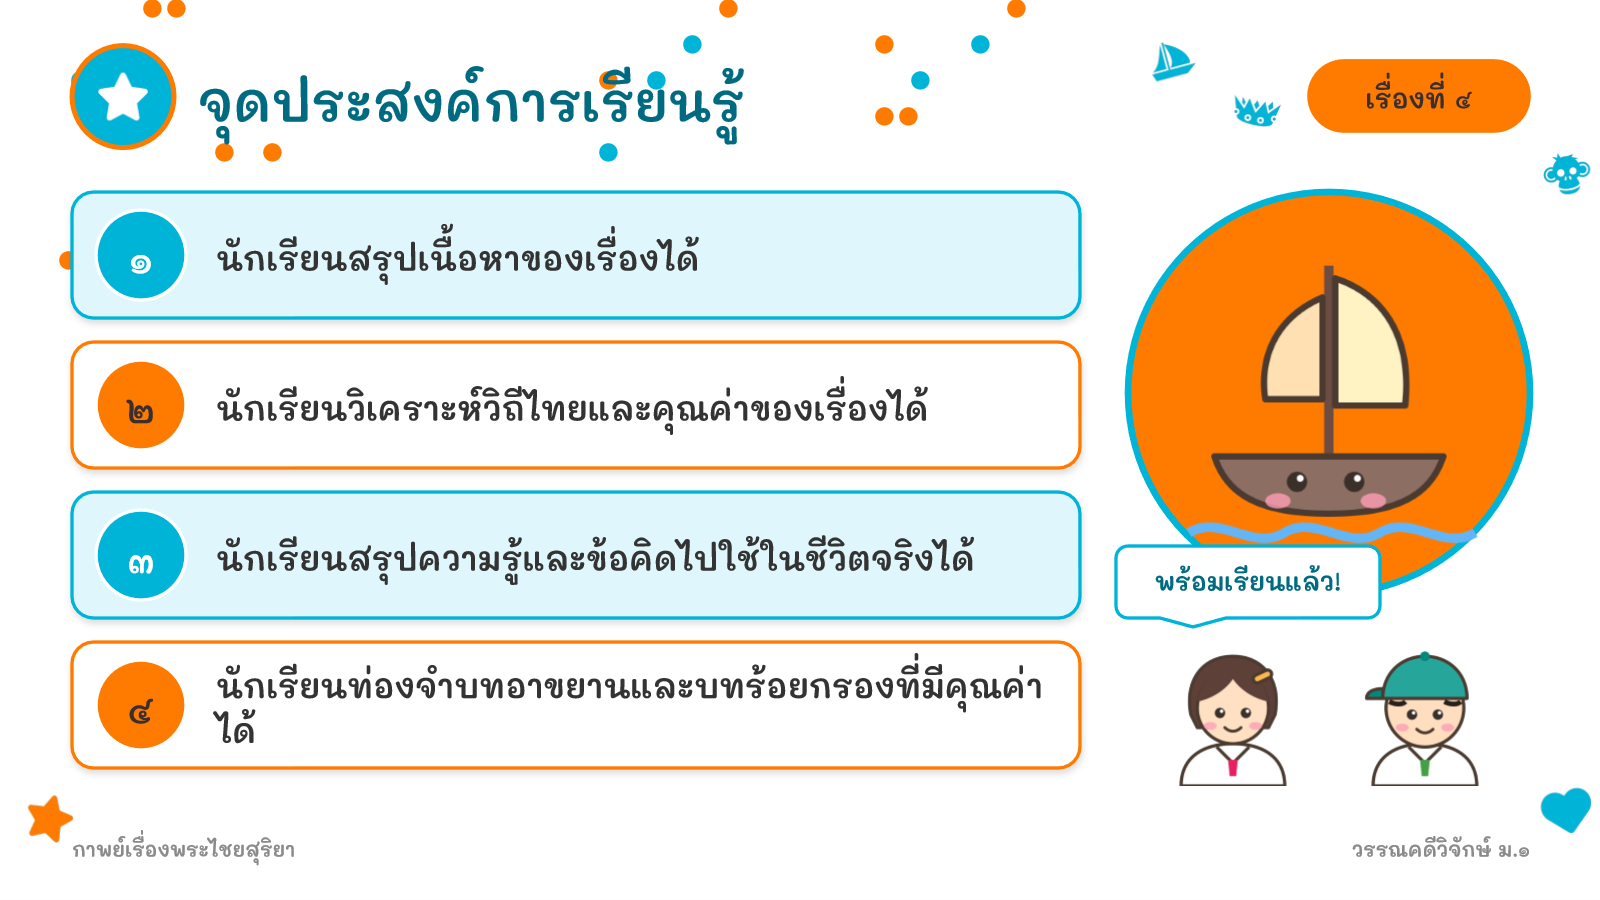 จุดประสงค์การเรียนรู้
เรื่องที่ ๔
๑
นักเรียนสรุปเนื้อหาของเรื่องได้
๒
นักเรียนวิเคราะห์วิถีไทยและคุณค่าของเรื่องได้
๓
นักเรียนสรุปความรู้และข้อคิดไปใช้ในชีวิตจริงได้
๔
นักเรียนท่องจำบทอาขยานและบทร้อยกรองที่มีคุณค่า
ได้
พร้อมเรียนแล้ว!
กาพย์เรื่องพระไชยสุริยา
วรรณคดีวิจักษ์ ม.๑